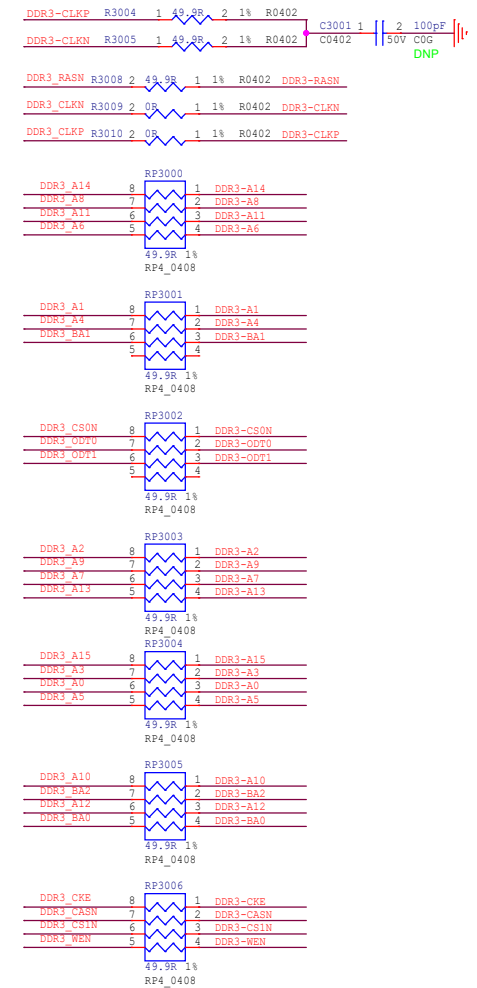 DDR3-CLKP R3004 1 49.9R 2 1% R0402
C3001 1 2 100pF
DDR3-CLKN R3005 1 49.9R 2 1% R0402
C0402 50V C0G
DNP
DDR3_RASN R3008 2 49.9R 1 1% R0402 DDR3-RASN
DDR3_CLKN R3009 2 0R 1 1% R0402 DDR3-CLKN
DDR3_CLKP R3010 2 0R 1 1% R0402 DDR3-CLKP
RP3000
DDR3_A14 8 1 DDR3-A14
DDR3_A8 7 2 DDR3-A8
DDR3_A11 6 3 DDR3-A11
DDR3_A6 5 4 DDR3-A6
49.9R 1%
RP4_0408
RP3001
DDR3_A1 8 1 DDR3-A1
DDR3_A4 7 2 DDR3-A4
DDR3_BA1 6 3 DDR3-BA1
5 4
49.9R 1%
RP4_0408
RP3002
DDR3_CS0N 8 1 DDR3-CS0N
DDR3_ODT0 7 2 DDR3-ODT0
DDR3_ODT1 6 3 DDR3-ODT1
5 4
49.9R 1%
RP4_0408
RP3003
DDR3_A2 8 1 DDR3-A2
DDR3_A9 7 2 DDR3-A9
DDR3_A7 6 3 DDR3-A7
DDR3_A13 5 4 DDR3-A13
49.9R 1%
RP4_0408
RP3004
DDR3_A15 8 1 DDR3-A15
DDR3_A3 7 2 DDR3-A3
DDR3_A0 6 3 DDR3-A0
DDR3_A5 5 4 DDR3-A5
49.9R 1%
RP4_0408
RP3005
DDR3_A10 8 1 DDR3-A10
DDR3_BA2 7 2 DDR3-BA2
DDR3_A12 6 3 DDR3-A12
DDR3_BA0 5 4 DDR3-BA0
49.9R 1%
RP4_0408
RP3006
DDR3_CKE 8 1 DDR3-CKE
DDR3_CASN 7 2 DDR3-CASN
DDR3_CS1N 6 3 DDR3-CS1N
DDR3_WEN 5 4 DDR3-WEN
49.9R 1%
RP4_0408